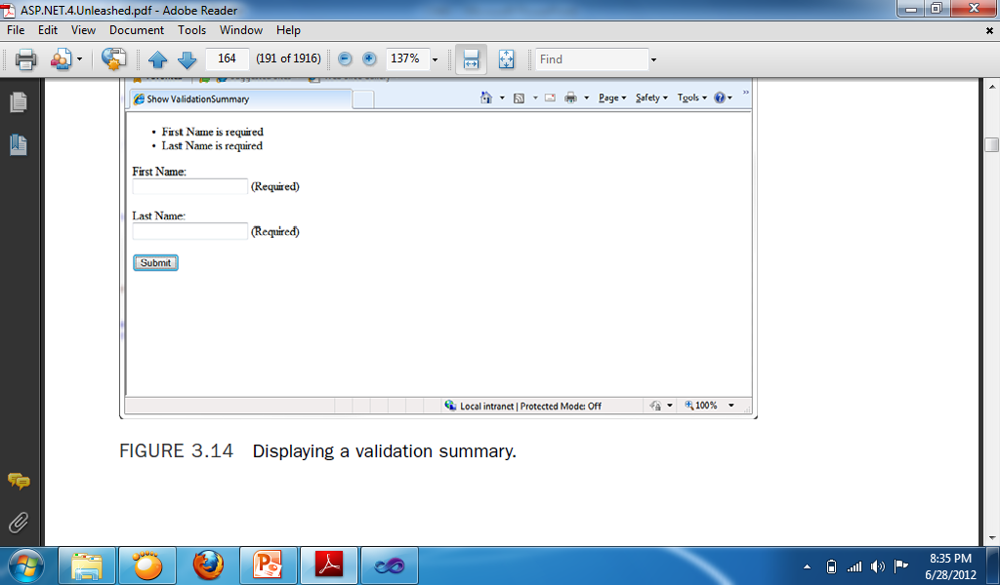 ASP.NET.4.Unleashed.pdf - Adobe Reader
File Edit View Document Tools Window Help
164 (191 of 1916) 137% Find
Show ValidationSummary Page Safety Tools
• First Name is required
• Last Name is required
First Name:
(Required)
Last Name:
(Required)
Submit
Local intranet | Protected Mode: Off 100%
FIGURE 3.14 Displaying a validation summary.
8:35 PM
6/28/2012